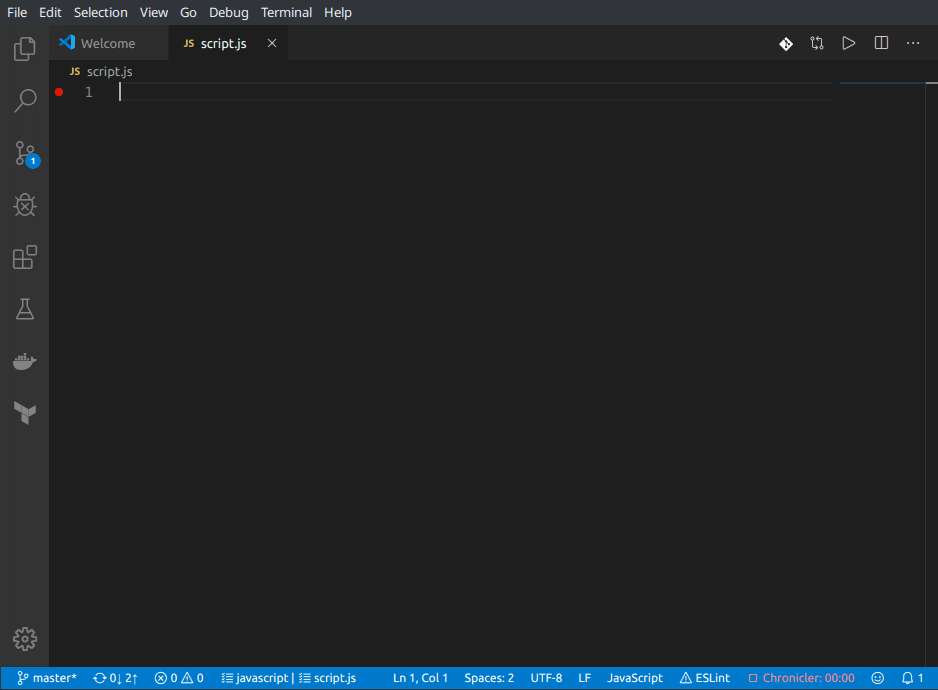 File Edit Selection View Go Debug Terminal Help
Welcome JS script.js
JS script.js
1
1
master* 0↓ 2↑ 0 0 javascript | script.js Ln 1, Col 1 Spaces: 2 UTF-8 LF JavaScript ESLint Chronicler: 00:00 1